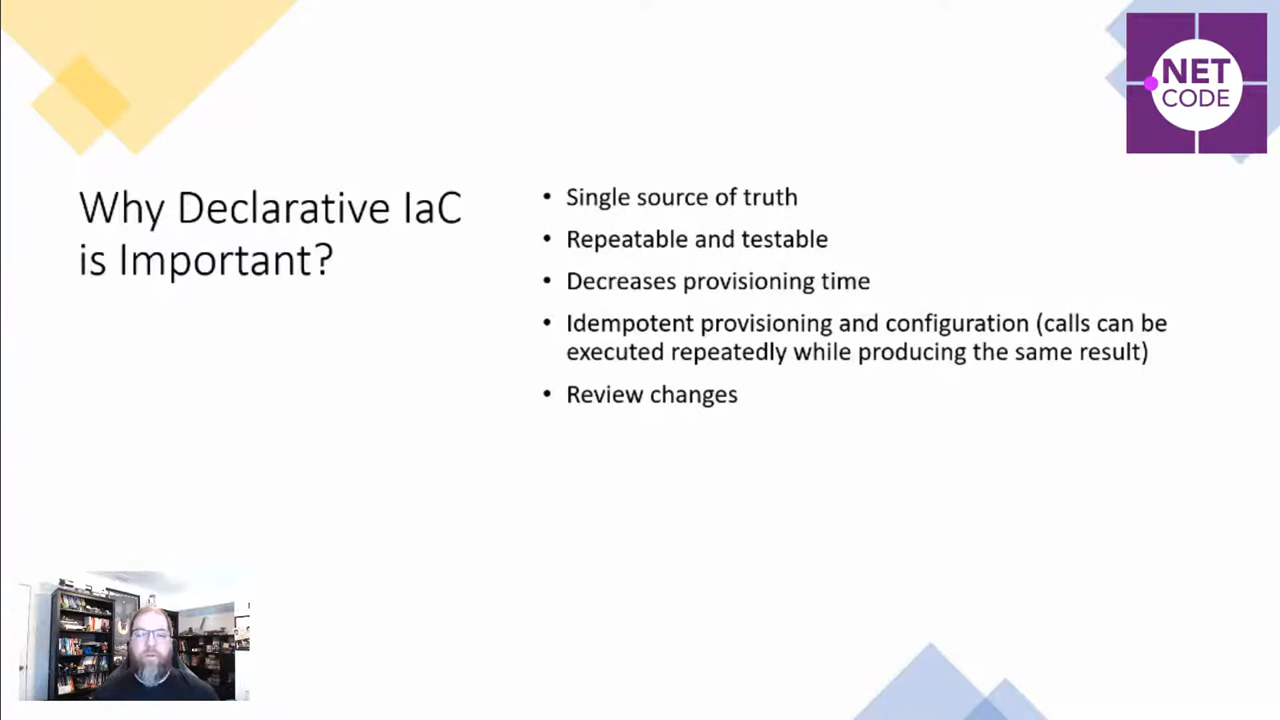 NET
CODE
Why Declarative IaC
is Important?
• Single source of truth
• Repeatable and testable
• Decreases provisioning time
• Idempotent provisioning and configuration (calls can be
executed repeatedly while producing the same result)
• Review changes